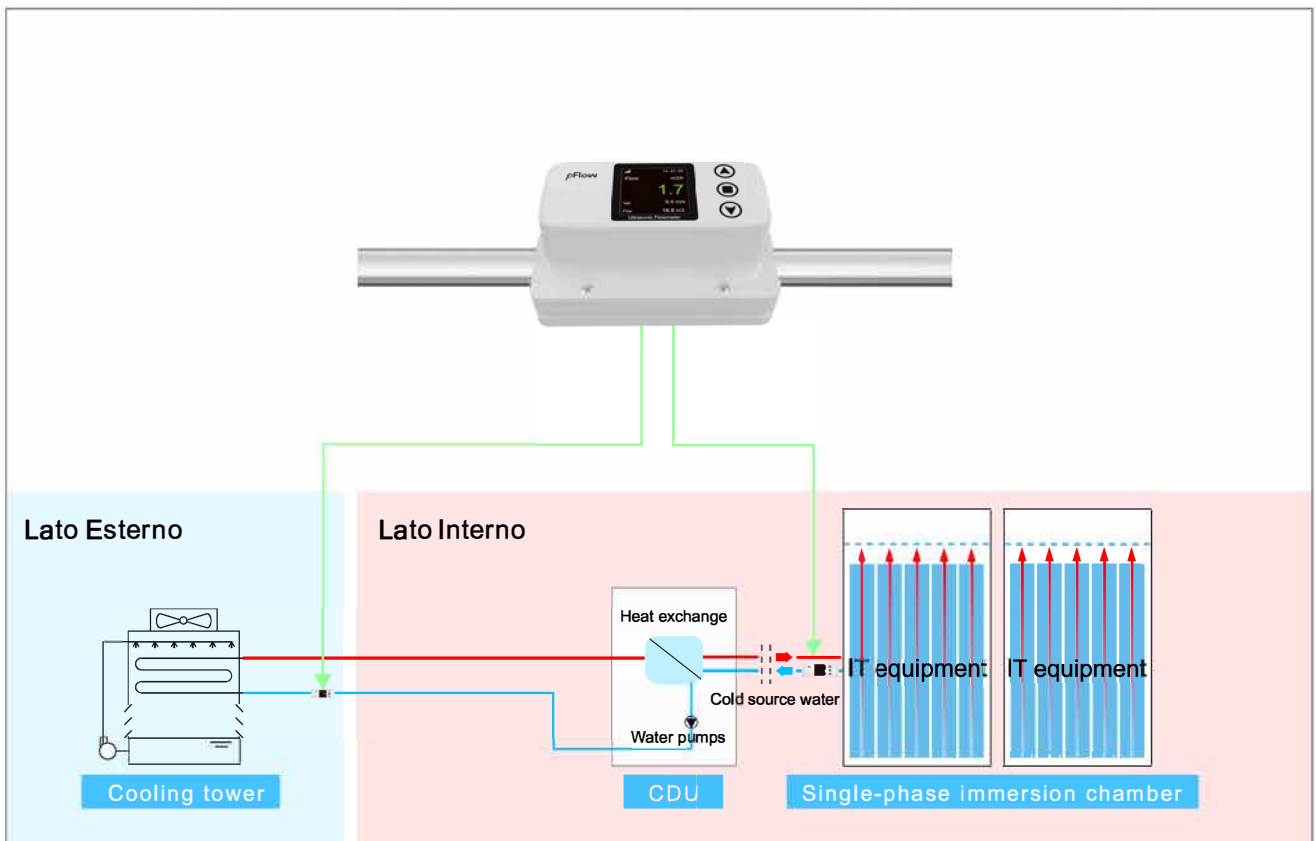 pFlow
Flow
1.7
Ultrasonic Flowmeter
Lato Esterno
Lato Interno
Heat exchange
IT equipment
IT equipment
Cold source water
Water pumps
Cooling tower
CDU
Single-phase immersion chamber